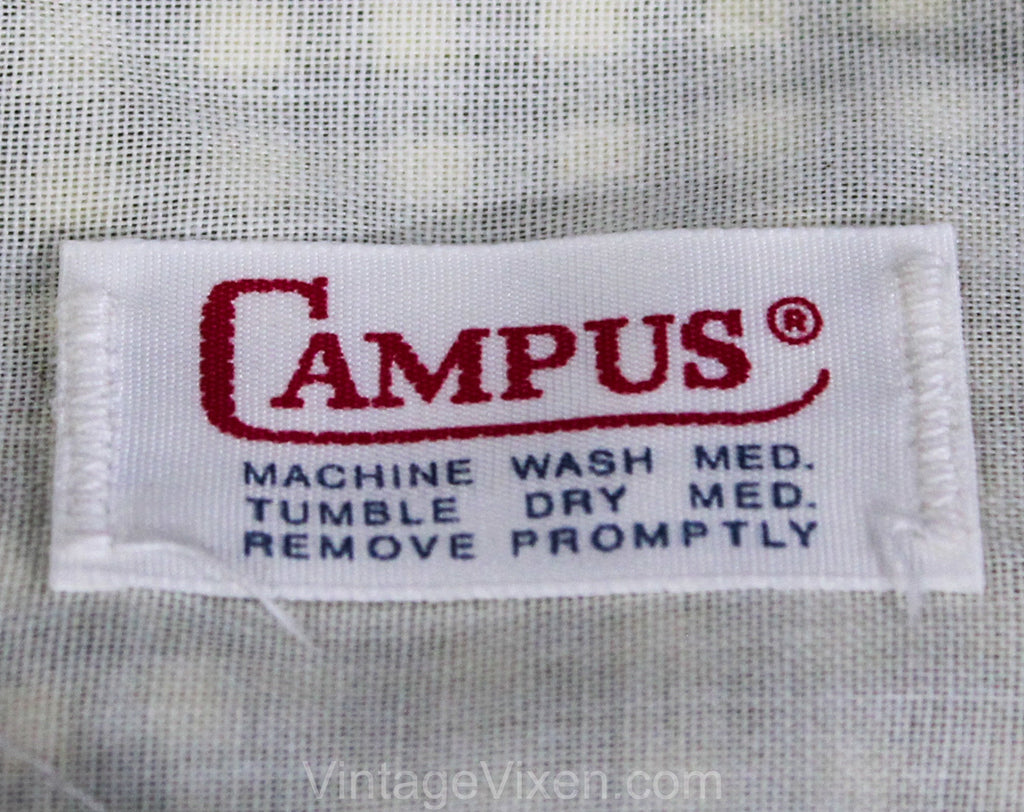 CAMPUS®
MACHINE WASH MED.
TUMBLE DRY MED.
REMOVE PROMPTLY
VintageVixen.com